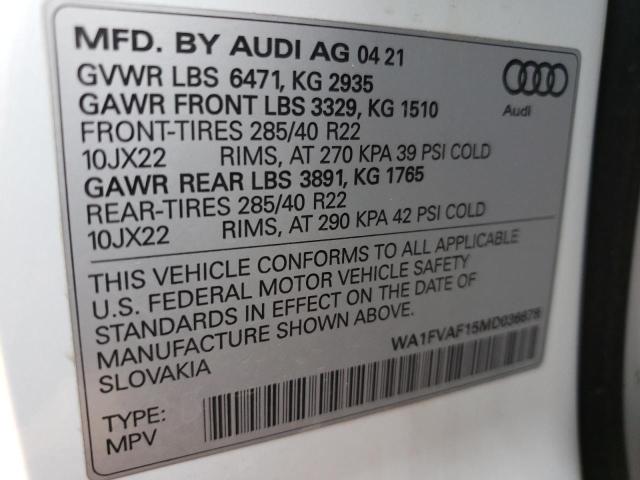 MFD. BY AUDI AG 04 21
GVWR LBS 6471, KG 2935
GAWR FRONT LBS 3329, KG 1510
FRONT-TIRES 285/40 R22
10JX22 RIMS, AT 270 KPA 39 PSI COLD
GAWR REAR LBS 3891, KG 1765
REAR-TIRES 285/40 R22
10JX22 RIMS, AT 290 KPA 42 PSI COLD
Audi
THIS VEHICLE CONFORMS TO ALL APPLICABLE
U.S. FEDERAL MOTOR VEHICLE SAFETY
STANDARDS IN EFFECT ON THE DATE OF
MANUFACTURE SHOWN ABOVE.
SLOVAKIA
WA1FVAF15MD036678
TYPE:
MPV